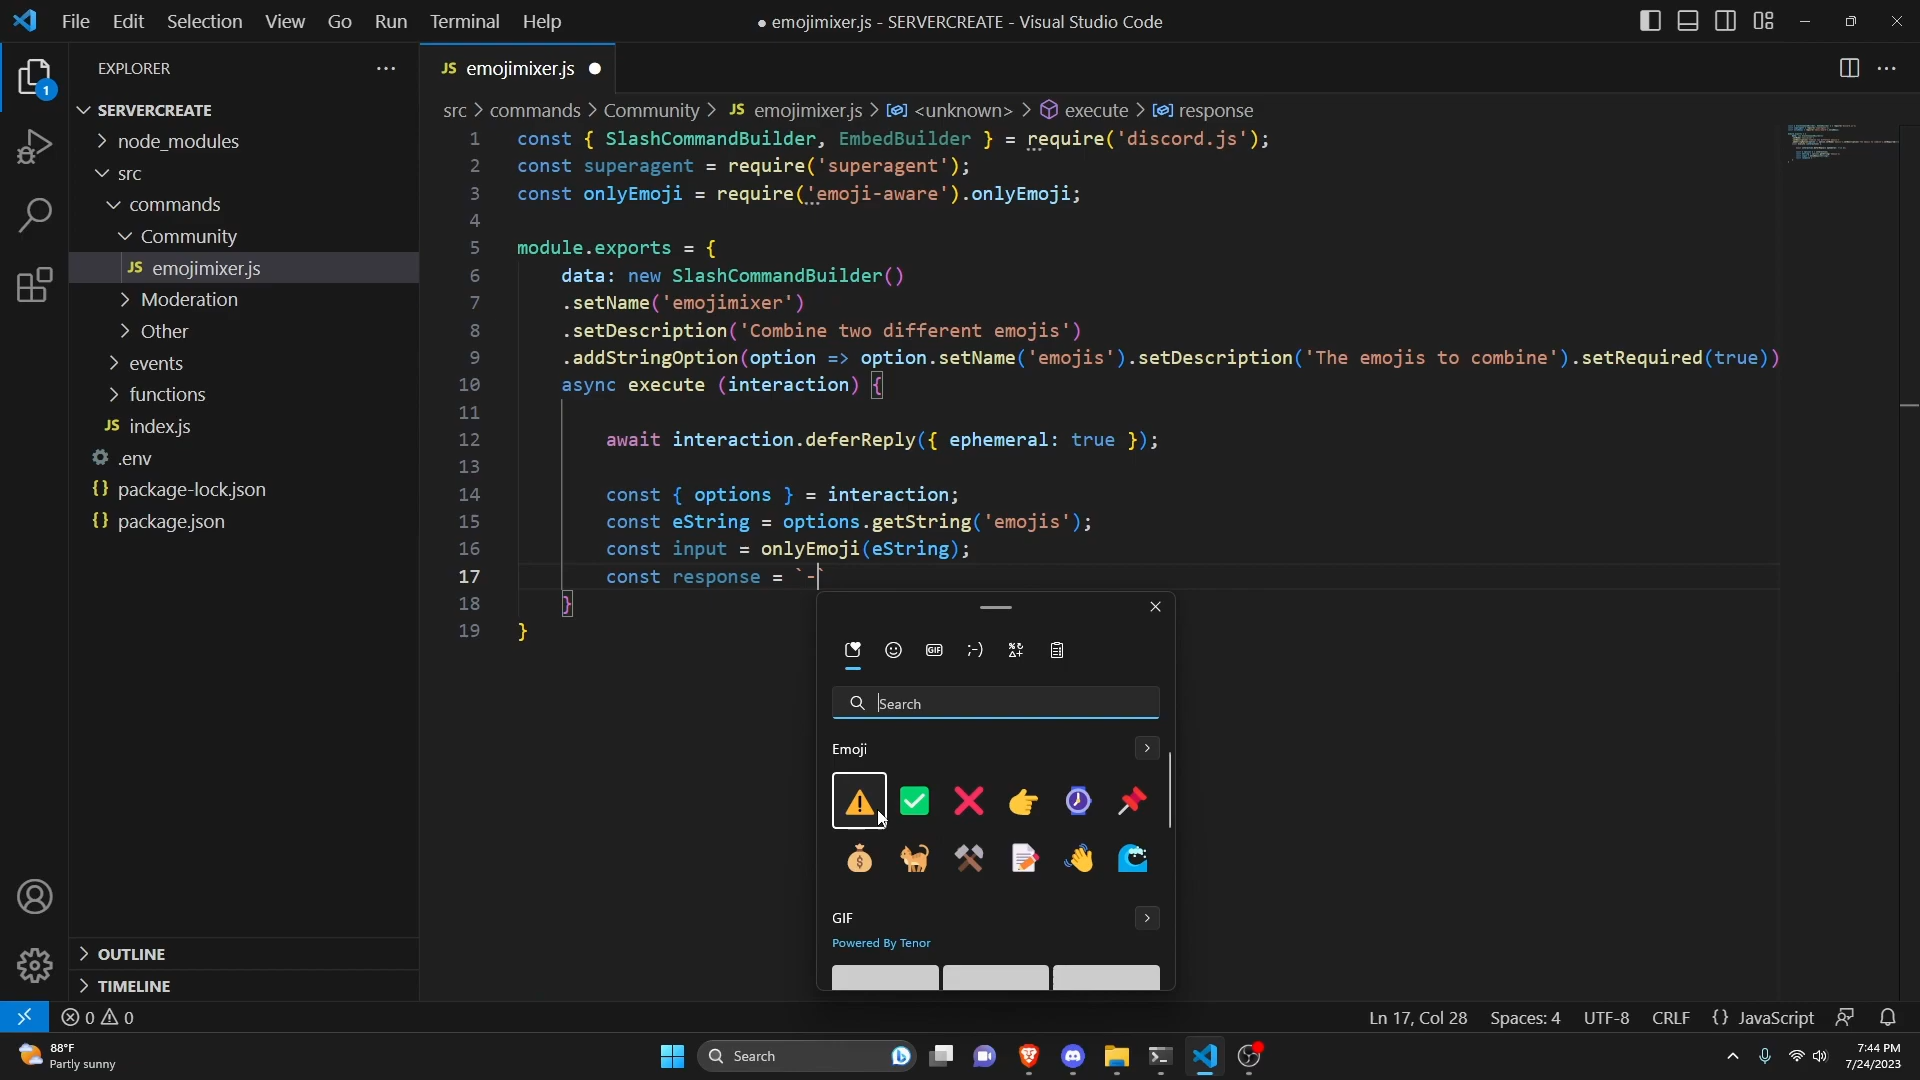 File Edit Selection View Go Run Terminal Help
● emojimixer.js - SERVERCREATE - Visual Studio Code
EXPLORER
1
SERVERCREATE
node_modules
src
commands
Community
JS emojimixer.js
Moderation
Other
events
functions
JS index.js
.env
{} package-lock.json
{} package.json
OUTLINE
TIMELINE
JS emojimixer.js ●
src > commands > Community > JS emojimixer.js > <unknown> > execute > response
1 const { SlashCommandBuilder, EmbedBuilder } = require('discord.js');
2 const superagent = require('superagent');
3 const onlyEmoji = require('emoji-aware').onlyEmoji;
4
5 module.exports = {
6 data: new SlashCommandBuilder()
7 .setName('emojimixer')
8 .setDescription('Combine two different emojis')
9 .addStringOption(option => option.setName('emojis').setDescription('The emojis to combine').setRequired(true))
10 async execute (interaction) {
11
12 await interaction.deferReply({ ephemeral: true });
13
14 const { options } = interaction;
15 const eString = options.getString('emojis');
16 const input = onlyEmoji(eString);
17 const response = `-`
18 }
19 }
GIF ;-)
Search
Emoji
GIF
Powered By Tenor
0 0
Ln 17, Col 28 Spaces: 4 UTF-8 CRLF {} JavaScript
88°F
Partly sunny
Search
7:44 PM
7/24/2023